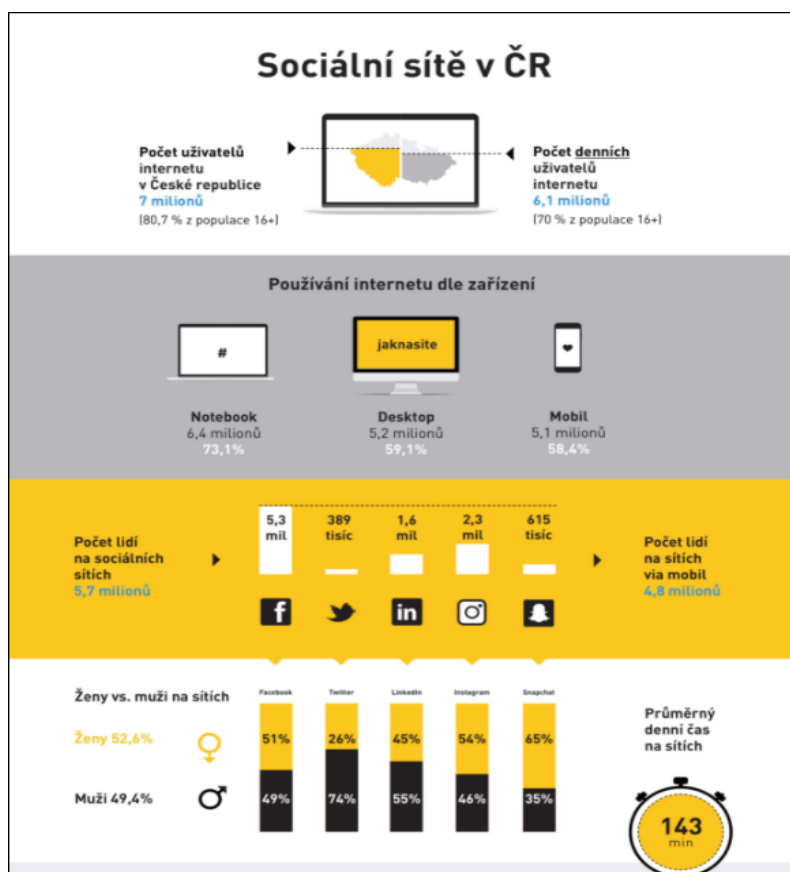 Sociální sítě v ČR
Počet uživatelů
internetu
v České republice
7 milionů
(80,7 % z populace 16+)
Počet denních
uživatelů
internetu
6,1 milionů
(70 % z populace 16+)
Používání internetu dle zařízení
#
jaknasite
Notebook
6,4 milionů
73,1%
Desktop
5,2 milionů
59,1%
Mobil
5,1 milionů
58,4%
Počet lidí
na sociálních
sítích
5,7 milionů
5,3
mil
389
tisíc
1,6
mil
2,3
mil
615
tisíc
f
in
Počet lidí
na sítích
via mobil
4,8 milionů
Ženy vs. muži na sítích
Ženy 52,6%
Muži 49,4%
Facebook
Twitter
LinkedIn
Instagram
Snapchat
51%
26%
45%
54%
65%
49%
74%
55%
46%
35%
Průměrný
denní čas
na sítích
143
min